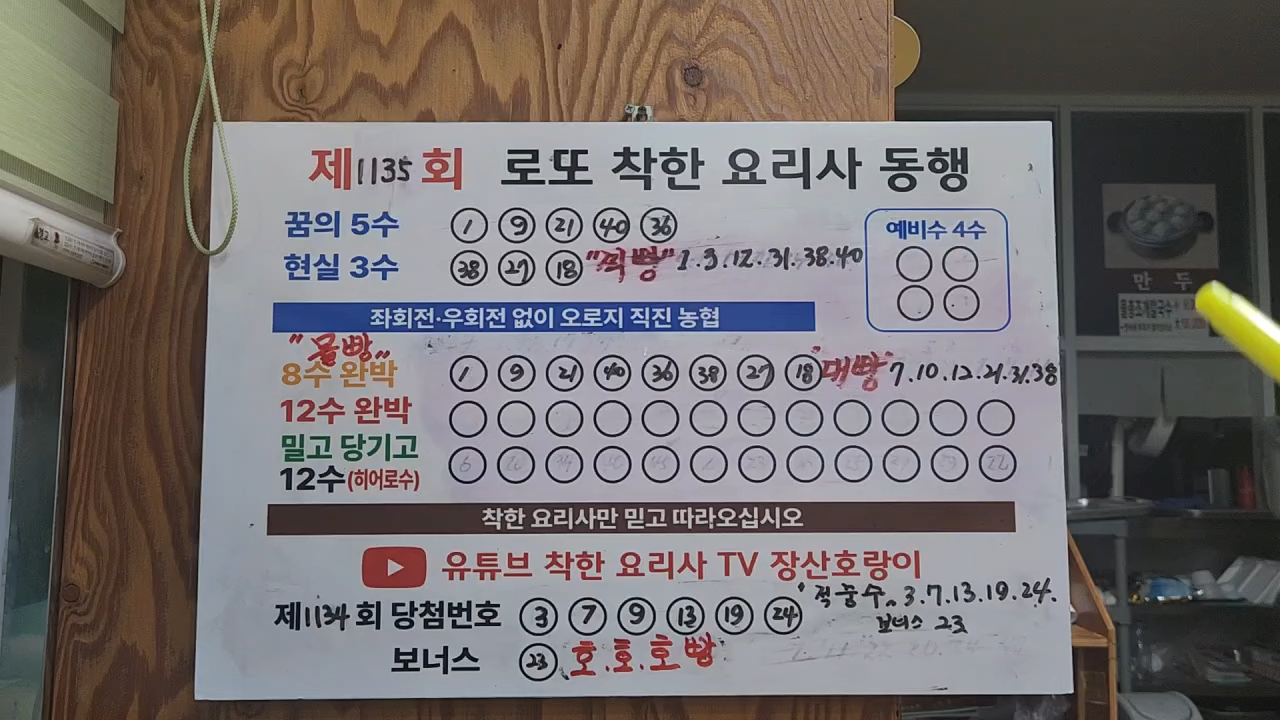 제1135회 로또 착한 요리사 동행
꿈의 5수 1 9 21 40 36
예비수 4수
현실 3수 38 27 18 "찍빵" 1.9.12.31.38.40
좌회전·우회전 없이 오로지 직진 농협
"몰빵"
8수 완박 1 9 21 40 36 38 27 18 "대빵" 7.10.12.21.31.38
12수 완박
밀고 당기고
12수(히어로수)
착한 요리사만 믿고 따라오십시오
유튜브 착한 요리사 TV 장산호랑이
제1134회 당첨번호 3 7 9 13 19 24
적중수 3.7.13.19.24.
보너스 23
보너스 23 호.호.호빵
만두